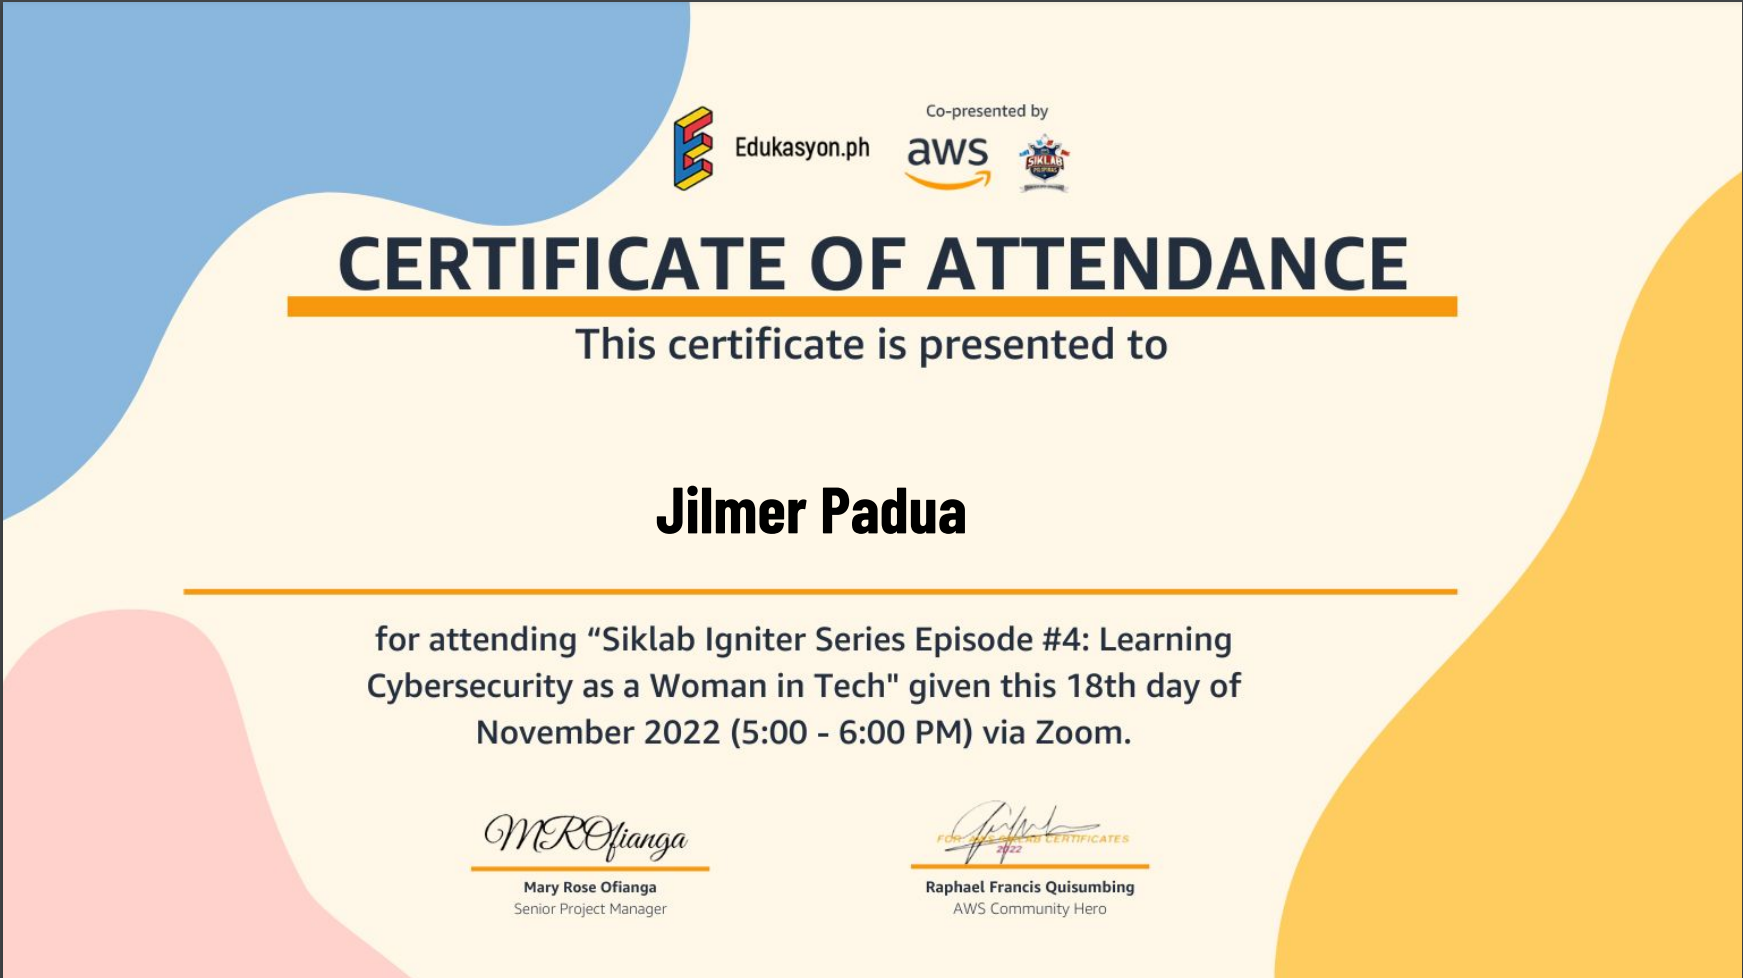 Edukasyon.ph
Co-presented by
aws
SIKLAB
PILIPINAS
CERTIFICATE OF ATTENDANCE
This certificate is presented to
Jilmer Padua
for attending “Siklab Igniter Series Episode #4: Learning
Cybersecurity as a Woman in Tech" given this 18th day of
November 2022 (5:00 - 6:00 PM) via Zoom.
MROfianga
FOR AWS SIKLAB CERTIFICATES
2022
Mary Rose Ofianga
Senior Project Manager
Raphael Francis Quisumbing
AWS Community Hero